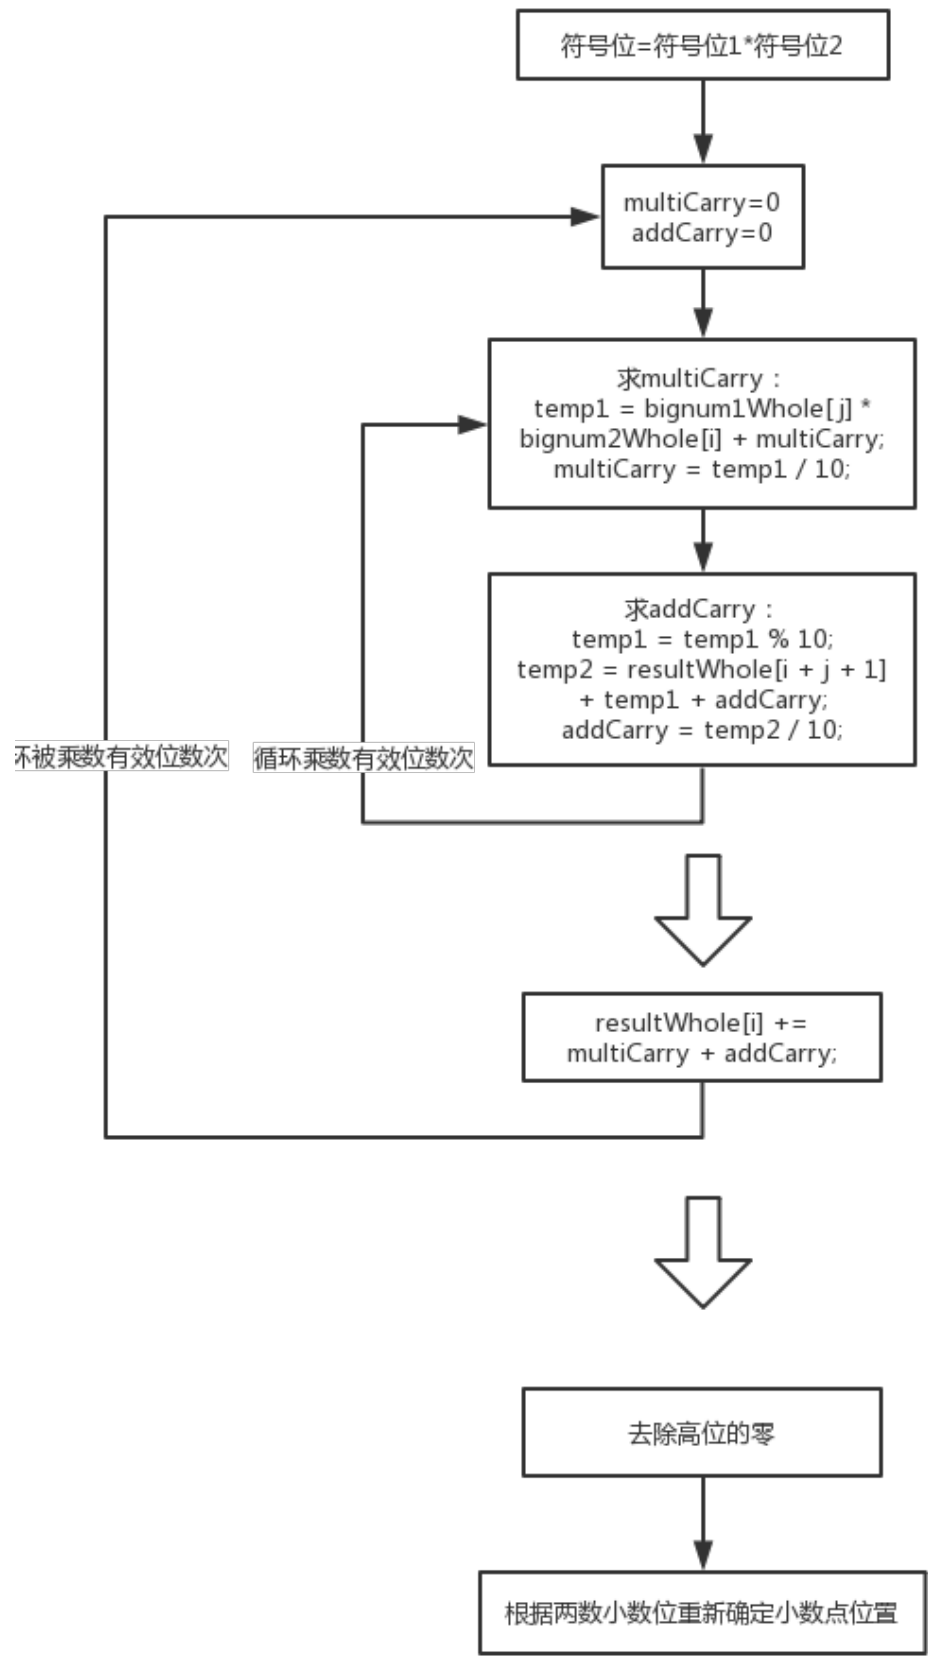 符号位=符号位1*符号位2
multiCarry=0
addCarry=0
求multiCarry：
temp1 = bignum1Whole[j] *
bignum2Whole[i] + multiCarry;
multiCarry = temp1 / 10;
求addCarry：
temp1 = temp1 % 10;
temp2 = resultWhole[i + j + 1]
+ temp1 + addCarry;
addCarry = temp2 / 10;
环被乘数有效位数次
循环乘数有效位数次
resultWhole[i] +=
multiCarry + addCarry;
去除高位的零
根据两数小数位重新确定小数点位置